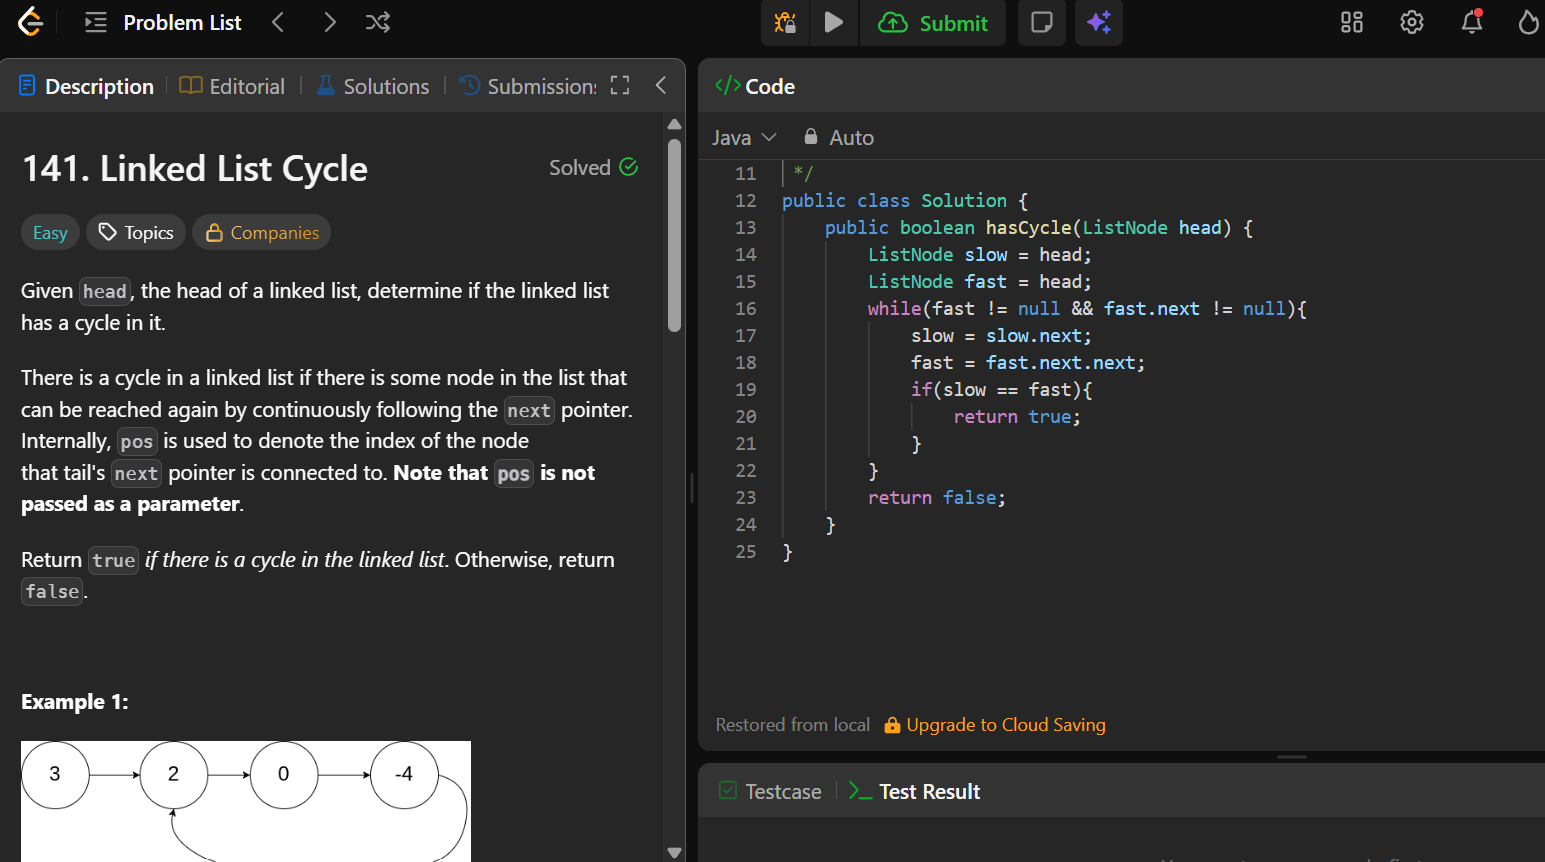 Problem List
Submit
Description
Editorial
Solutions
Submissions
141. Linked List Cycle
Solved
Easy
Topics
Companies
Given head, the head of a linked list, determine if the linked list
has a cycle in it.
There is a cycle in a linked list if there is some node in the list that
can be reached again by continuously following the next pointer.
Internally, pos is used to denote the index of the node
that tail's next pointer is connected to. Note that pos is not
passed as a parameter.
Return true if there is a cycle in the linked list. Otherwise, return
false.
Example 1:
3 2 0 -4
</> Code
Java Auto
11 */
12 public class Solution {
13 public boolean hasCycle(ListNode head) {
14 ListNode slow = head;
15 ListNode fast = head;
16 while(fast != null && fast.next != null){
17 slow = slow.next;
18 fast = fast.next.next;
19 if(slow == fast){
20 return true;
21 }
22 }
23 return false;
24 }
25 }
Restored from local Upgrade to Cloud Saving
Testcase
>_ Test Result